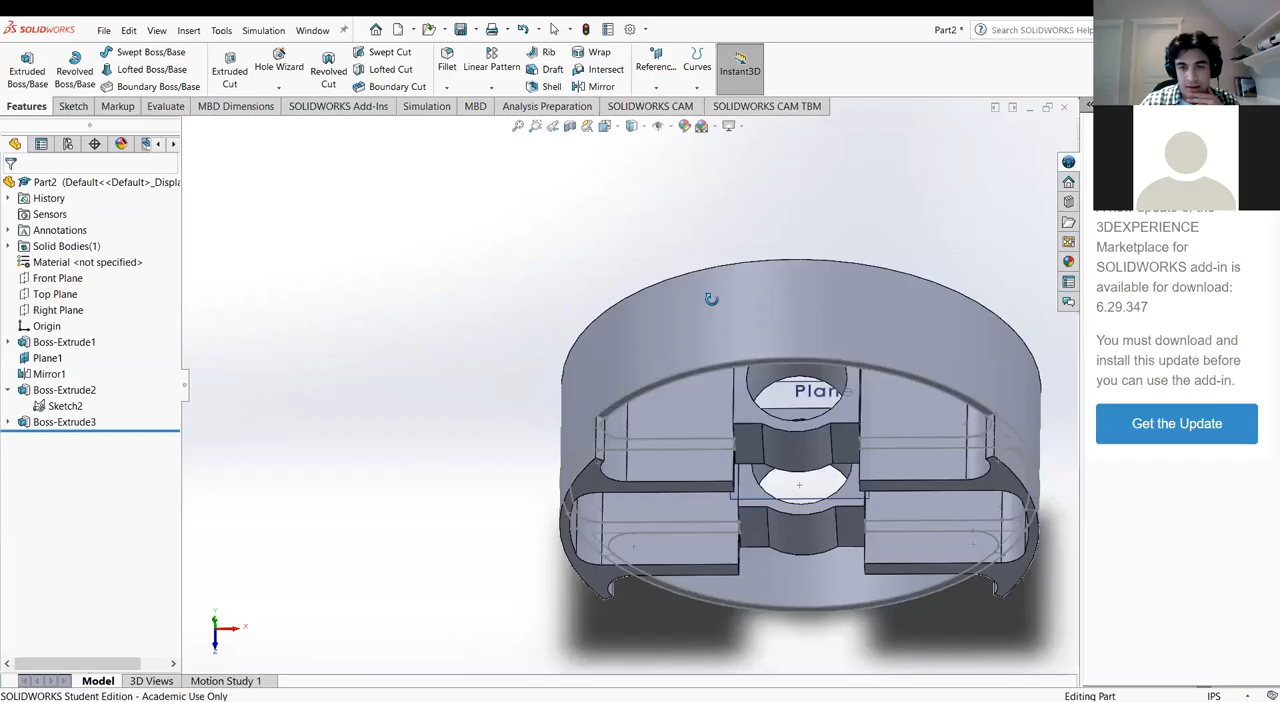 SOLIDWORKS
File
Edit
View
Insert
Tools
Simulation
Window
Part2 *
Search SOLIDWORKS Help
Extruded Boss/Base
Revolved Boss/Base
Swept Boss/Base
Lofted Boss/Base
Boundary Boss/Base
Extruded Cut
Hole Wizard
Revolved Cut
Swept Cut
Lofted Cut
Boundary Cut
Fillet
Linear Pattern
Rib
Draft
Shell
Wrap
Intersect
Mirror
Referenc...
Curves
Instant3D
Features
Sketch
Markup
Evaluate
MBD Dimensions
SOLIDWORKS Add-Ins
Simulation
MBD
Analysis Preparation
SOLIDWORKS CAM
SOLIDWORKS CAM TBM
Part2 (Default<<Default>_Displa
History
Sensors
Annotations
Solid Bodies(1)
Material <not specified>
Front Plane
Top Plane
Right Plane
Origin
Boss-Extrude1
Plane1
Mirror1
Boss-Extrude2
Sketch2
Boss-Extrude3
Plane
Y
X
Z
3DEXPERIENCE
Marketplace for
SOLIDWORKS add-in is
available for download:
6.29.347
You must download and
install this update before
you can use the add-in.
Get the Update
Model
3D Views
Motion Study 1
SOLIDWORKS Student Edition - Academic Use Only
Editing Part
IPS